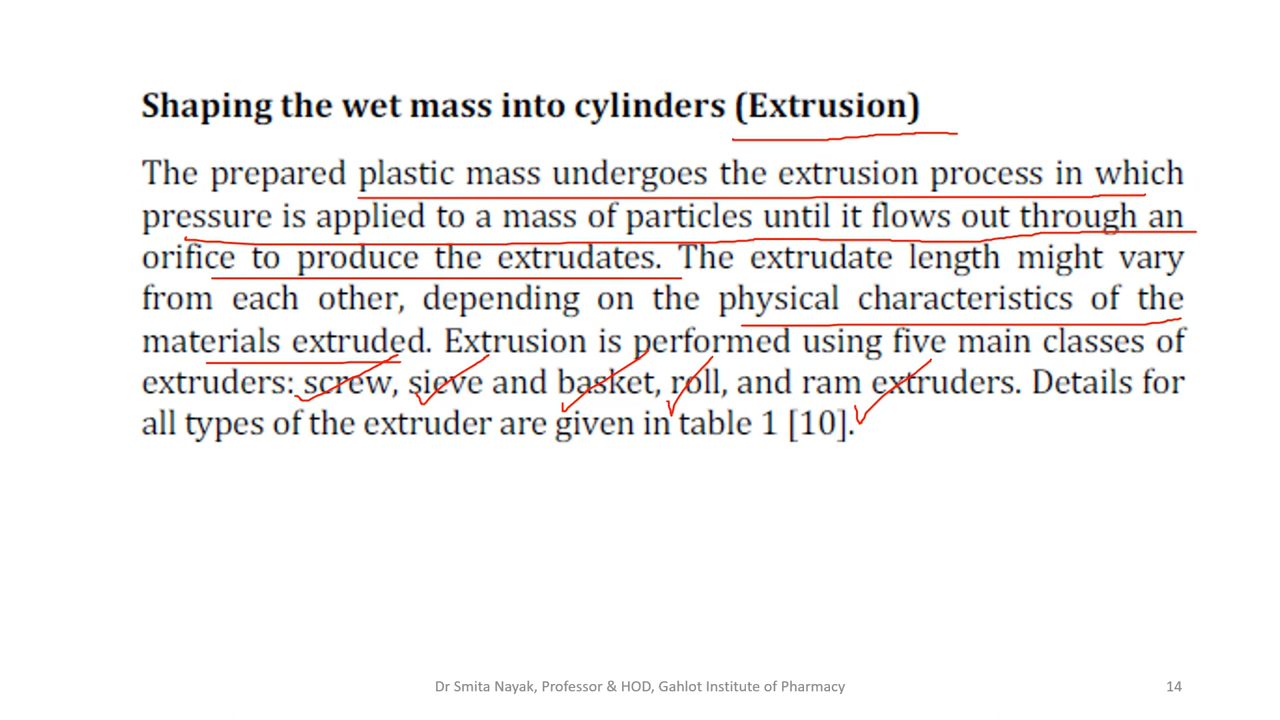 Shaping the wet mass into cylinders (Extrusion)
The prepared plastic mass undergoes the extrusion process in which
pressure is applied to a mass of particles until it flows out through an
orifice to produce the extrudates. The extrudate length might vary
from each other, depending on the physical characteristics of the
materials extruded. Extrusion is performed using five main classes of
extruders: screw, sieve and basket, roll, and ram extruders. Details for
all types of the extruder are given in table 1 [10].
Dr Smita Nayak, Professor & HOD, Gahlot Institute of Pharmacy
14